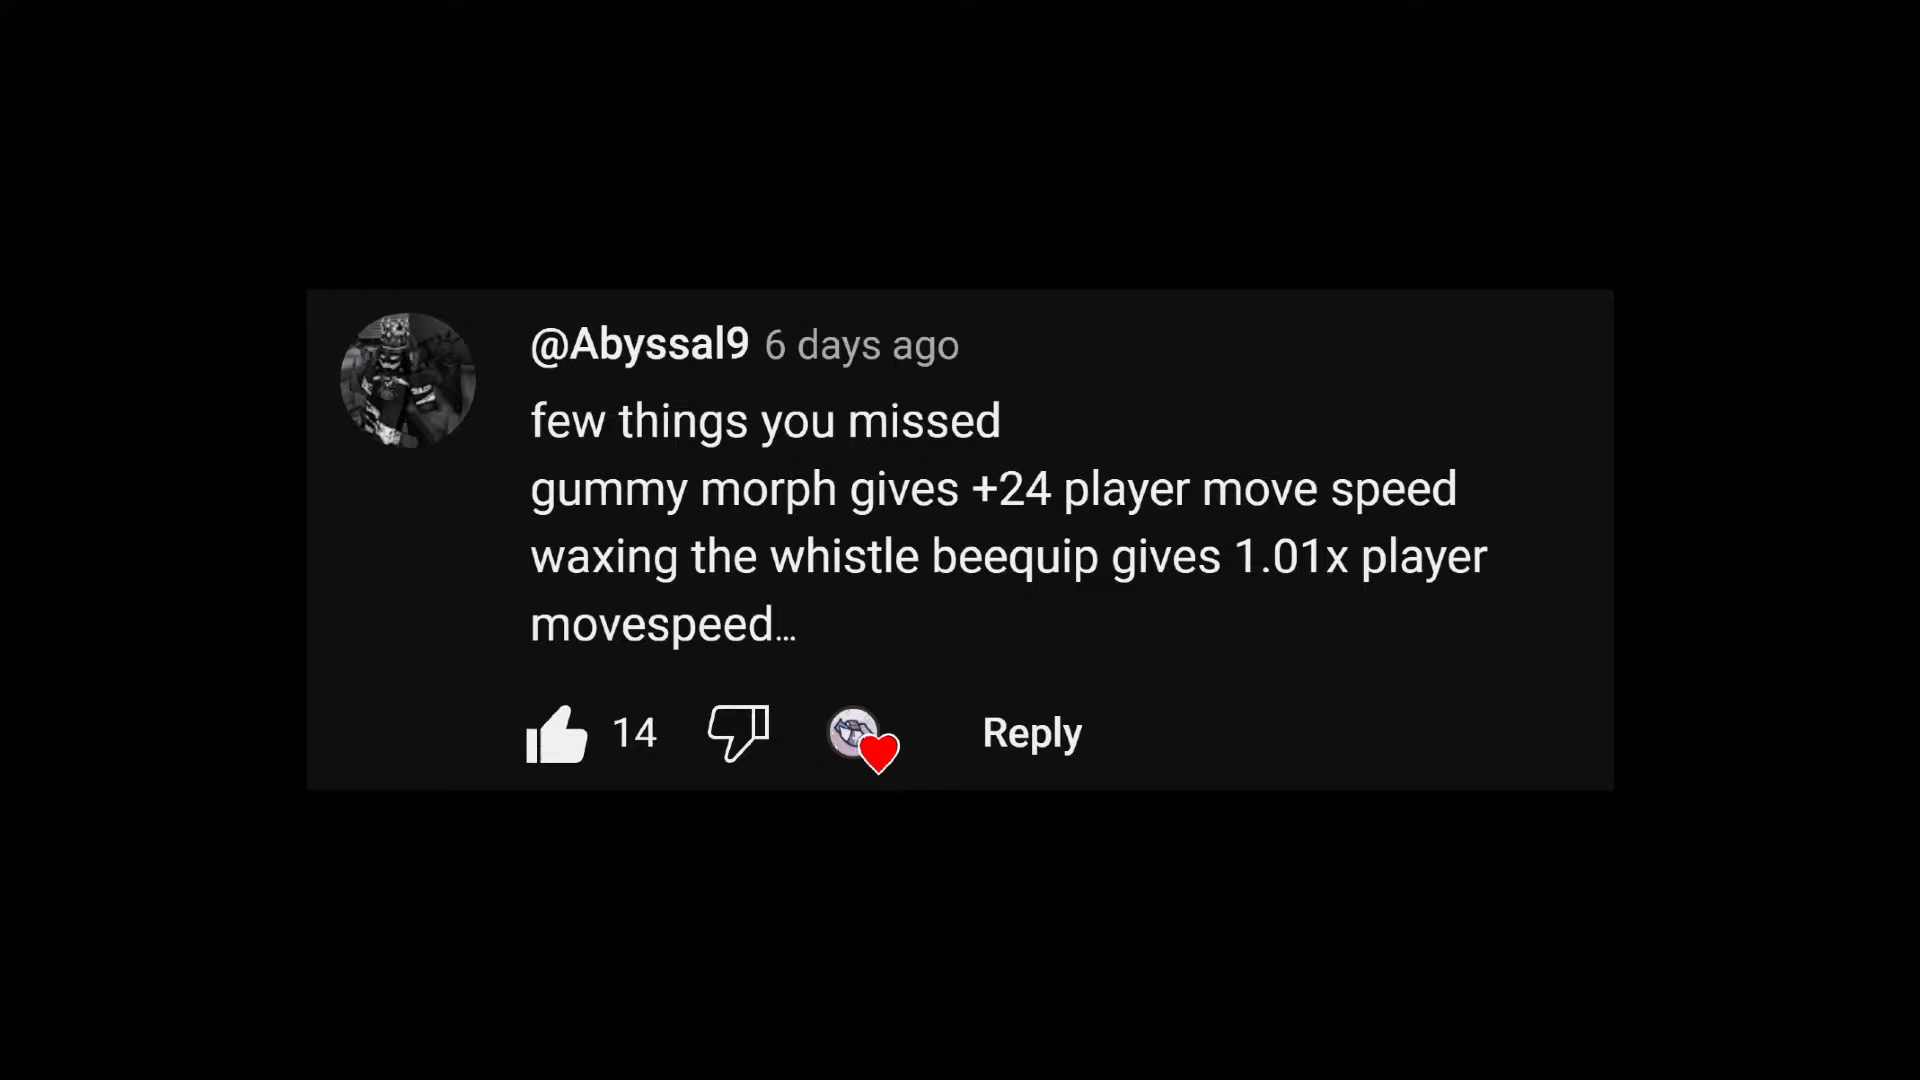 @Abyssal9 6 days ago
few things you missed
gummy morph gives +24 player move speed
waxing the whistle beequip gives 1.01x player
movespeed...
14 Reply